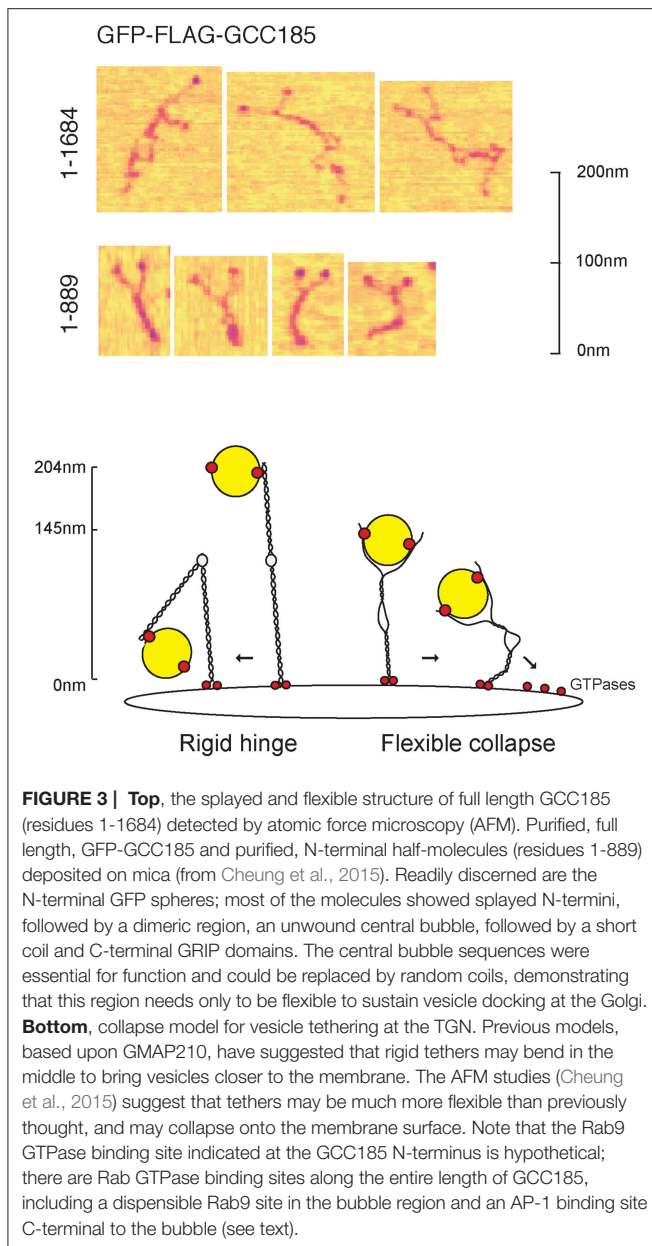 GFP-FLAG-GCC185
1-1684
200nm
100nm
0nm
1-889
204nm
145nm
0nm
GTPases
Rigid hinge
Flexible collapse
FIGURE 3 | Top, the splayed and flexible structure of full length GCC185
(residues 1-1684) detected by atomic force microscopy (AFM). Purified, full
length, GFP-GCC185 and purified, N-terminal half-molecules (residues 1-889)
deposited on mica (from Cheung et al., 2015). Readily discerned are the
N-terminal GFP spheres; most of the molecules showed splayed N-termini,
followed by a dimeric region, an unwound central bubble, followed by a short
coil and C-terminal GRIP domains. The central bubble sequences were
essential for function and could be replaced by random coils, demonstrating
that this region needs only to be flexible to sustain vesicle docking at the Golgi.
Bottom, collapse model for vesicle tethering at the TGN. Previous models,
based upon GMAP210, have suggested that rigid tethers may bend in the
middle to bring vesicles closer to the membrane. The AFM studies (Cheung
et al., 2015) suggest that tethers may be much more flexible than previously
thought, and may collapse onto the membrane surface. Note that the Rab9
GTPase binding site indicated at the GCC185 N-terminus is hypothetical;
there are Rab GTPase binding sites along the entire length of GCC185,
including a dispensible Rab9 site in the bubble region and an AP-1 binding site
C-terminal to the bubble (see text).